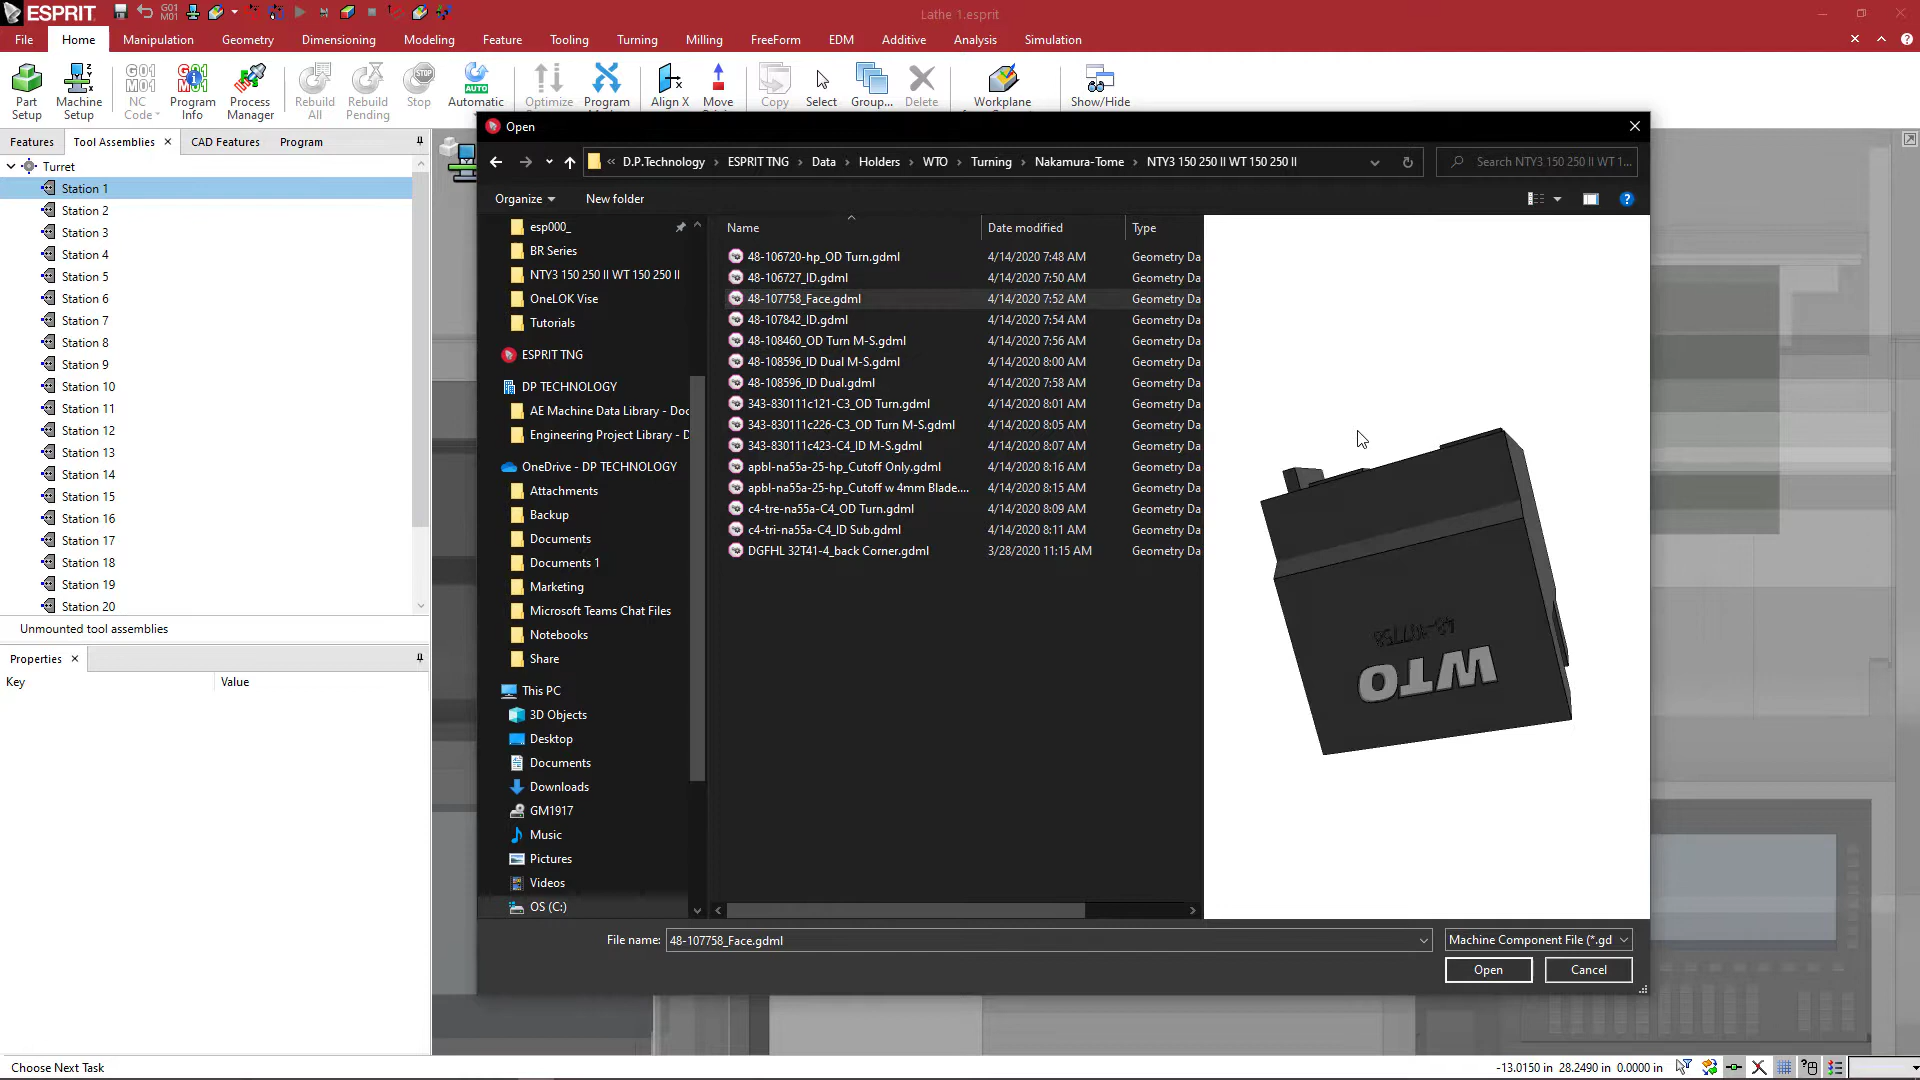 ESPRIT
G01
M01
Lathe 1.esprit
File
Home
Manipulation
Geometry
Dimensioning
Modeling
Feature
Tooling
Turning
Milling
FreeForm
EDM
Additive
Analysis
Simulation
Part
Setup
Machine
Setup
G01
M01
NC
Code
Program
Info
Process
Manager
Rebuild
All
Rebuild
Pending
STOP
Stop
AUTO
Automatic
Optimize
Program
Align X
Move
Copy
Select
Group...
Delete
Workplane
Show/Hide
Features
Tool Assemblies
CAD Features
Program
Turret
Station 1
Station 2
Station 3
Station 4
Station 5
Station 6
Station 7
Station 8
Station 9
Station 10
Station 11
Station 12
Station 13
Station 14
Station 15
Station 16
Station 17
Station 18
Station 19
Station 20
Unmounted tool assemblies
Properties
Key
Value
Open
« D.P.Technology › ESPRIT TNG › Data › Holders › WTO › Turning › Nakamura-Tome › NTY3 150 250 II WT 150 250 II
Search NTY3 150 250 II WT 1...
Organize
New folder
esp000_
BR Series
NTY3 150 250 II WT 150 250 II
OneLOK Vise
Tutorials
ESPRIT TNG
DP TECHNOLOGY
AE Machine Data Library - Doc
Engineering Project Library - D
OneDrive - DP TECHNOLOGY
Attachments
Backup
Documents
Documents 1
Marketing
Microsoft Teams Chat Files
Notebooks
Share
This PC
3D Objects
Desktop
Documents
Downloads
GM1917
Music
Pictures
Videos
OS (C:)
Name
Date modified
Type
48-106720-hp_OD Turn.gdml 4/14/2020 7:48 AM Geometry Da
48-106727_ID.gdml 4/14/2020 7:50 AM Geometry Da
48-107758_Face.gdml 4/14/2020 7:52 AM Geometry Da
48-107842_ID.gdml 4/14/2020 7:54 AM Geometry Da
48-108460_OD Turn M-S.gdml 4/14/2020 7:56 AM Geometry Da
48-108596_ID Dual M-S.gdml 4/14/2020 8:00 AM Geometry Da
48-108596_ID Dual.gdml 4/14/2020 7:58 AM Geometry Da
343-830111c121-C3_OD Turn.gdml 4/14/2020 8:01 AM Geometry Da
343-830111c226-C3_OD Turn M-S.gdml 4/14/2020 8:05 AM Geometry Da
343-830111c423-C4_ID M-S.gdml 4/14/2020 8:07 AM Geometry Da
apbl-na55a-25-hp_Cutoff Only.gdml 4/14/2020 8:16 AM Geometry Da
apbl-na55a-25-hp_Cutoff w 4mm Blade.... 4/14/2020 8:15 AM Geometry Da
c4-tre-na55a-C4_OD Turn.gdml 4/14/2020 8:09 AM Geometry Da
c4-tri-na55a-C4_ID Sub.gdml 4/14/2020 8:11 AM Geometry Da
DGFHL 32T41-4_back Corner.gdml 3/28/2020 11:15 AM Geometry Da
48-107758
WTO
File name:
48-107758_Face.gdml
Machine Component File (*.gd
Open
Cancel
Choose Next Task
-13.0150 in 28.2490 in 0.0000 in